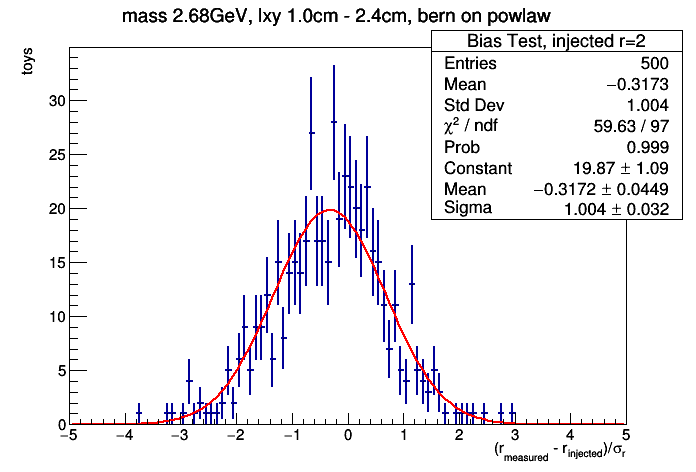 mass 2.68GeV, lxy 1.0cm - 2.4cm, bern on powlaw
Bias Test, injected r=2
Entries 500
Mean −0.3173
Std Dev 1.004
χ² / ndf 59.63 / 97
Prob 0.999
Constant 19.87 ± 1.09
Mean −0.3172 ± 0.0449
Sigma 1.004 ± 0.032
toys
30
25
20
15
10
5
0
−5 −4 −3 −2 −1 0 1 2 3 4 5
(r_measured - r_injected)/σ_r